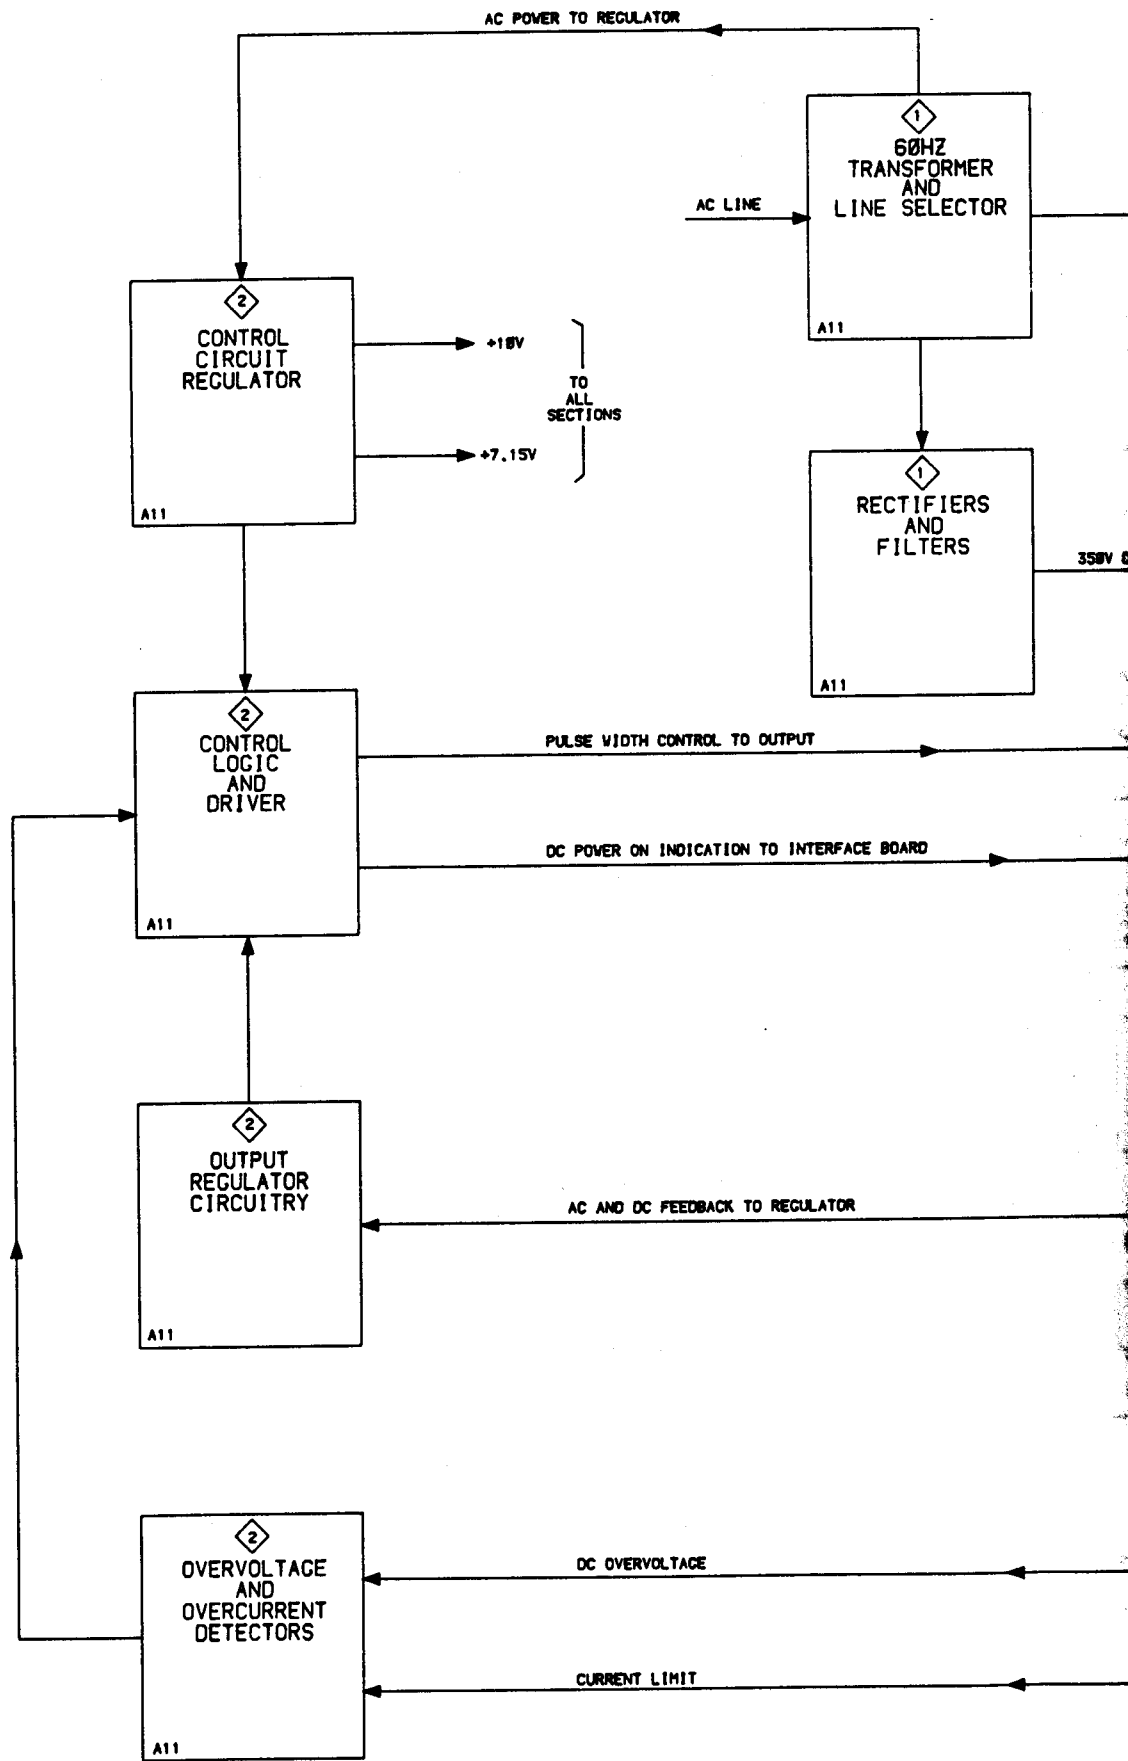 AC POWER TO REGULATOR
1
60HZ
TRANSFORMER
AND
LINE SELECTOR
AC LINE
A11
2
CONTROL
CIRCUIT
REGULATOR
+10V
TO
ALL
SECTIONS
+7.15V
A11
1
RECTIFIERS
AND
FILTERS
350V
A11
2
CONTROL
LOGIC
AND
DRIVER
PULSE WIDTH CONTROL TO OUTPUT
DC POWER ON INDICATION TO INTERFACE BOARD
A11
2
OUTPUT
REGULATOR
CIRCUITRY
AC AND DC FEEDBACK TO REGULATOR
A11
2
OVERVOLTAGE
AND
OVERCURRENT
DETECTORS
DC OVERVOLTAGE
CURRENT LIMIT
A11